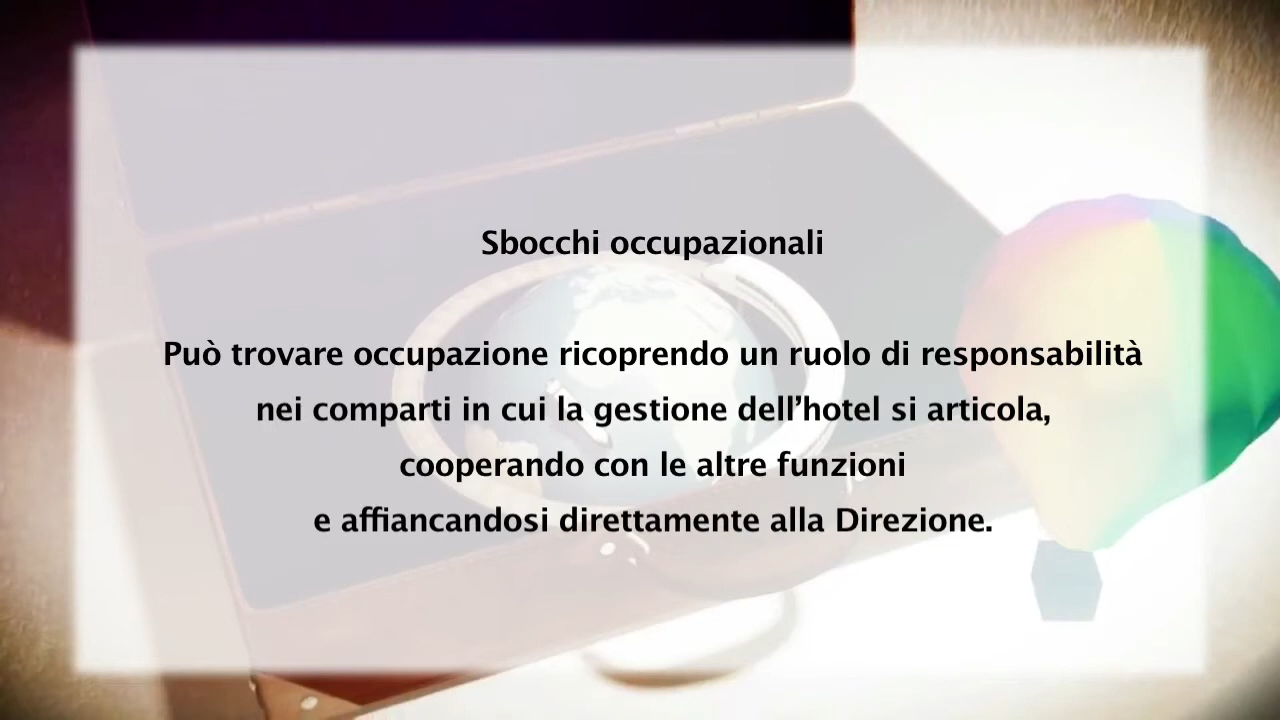 Sbocchi occupazionali
Può trovare occupazione ricoprendo un ruolo di responsabilità
nei comparti in cui la gestione dell’hotel si articola,
cooperando con le altre funzioni
e affiancandosi direttamente alla Direzione.